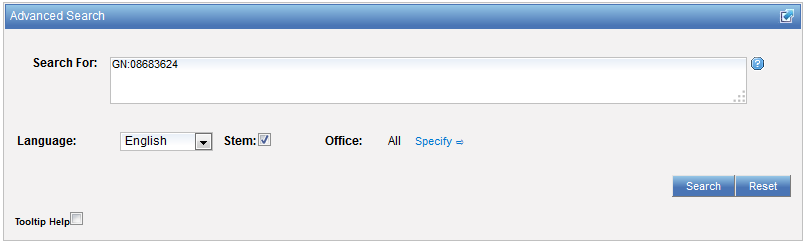 Advanced Search
Search For: GN:08683624
Language: English Stem: Office: All Specify ⇨
Search Reset
Tooltip Help